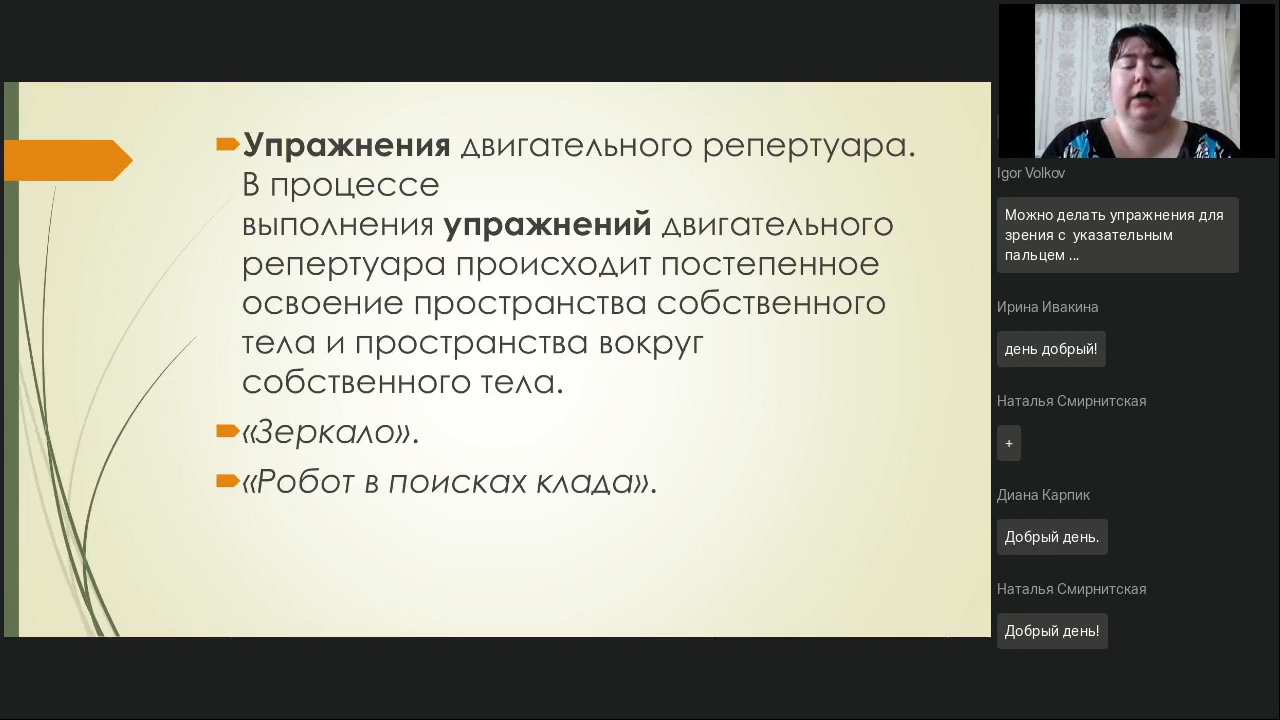 Упражнения двигательного репертуара.
В процессе
выполнения упражнений двигательного
репертуара происходит постепенное
освоение пространства собственного
тела и пространства вокруг
собственного тела.
«Зеркало».
«Робот в поисках клада».
Igor Volkov
Можно делать упражнения для
зрения с указательным
пальцем ...
Ирина Ивакина
день добрый!
Наталья Смирнитская
+
Диана Карпик
Добрый день.
Наталья Смирнитская
Добрый день!